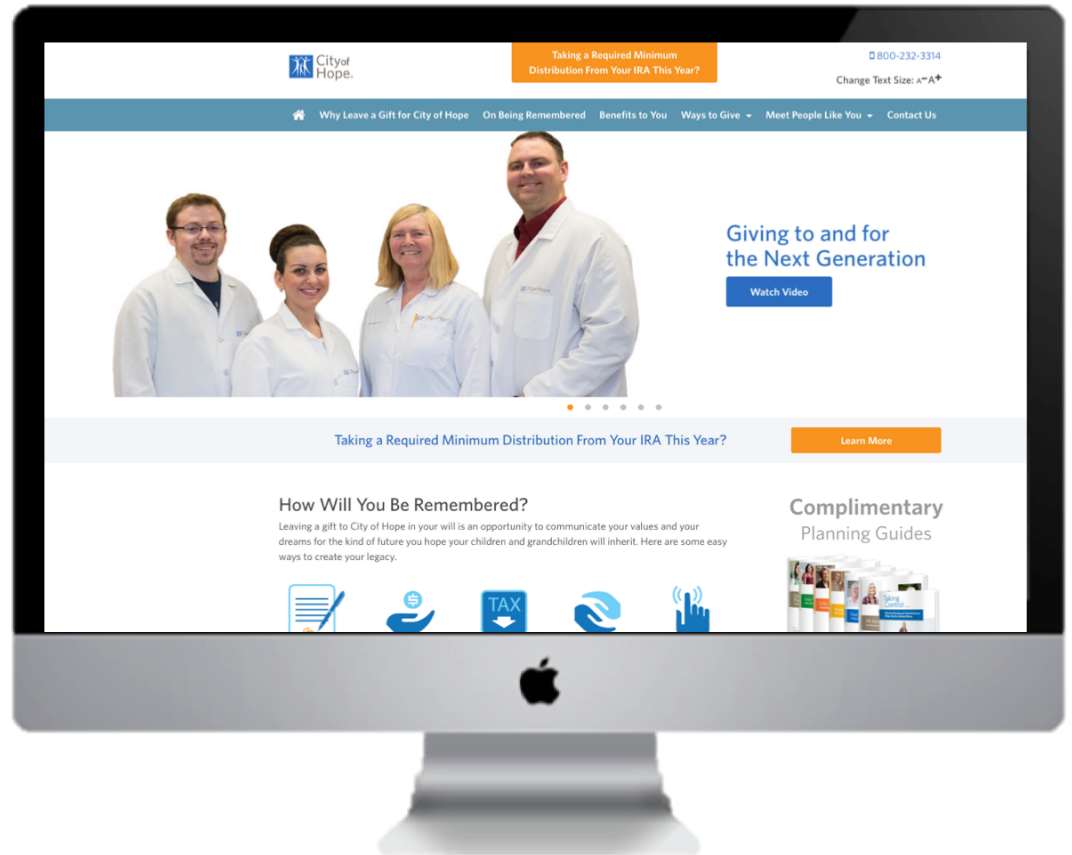 City of
Hope.
Taking a Required Minimum
Distribution From Your IRA This Year?
800-232-3314
Change Text Size: A- A+
Why Leave a Gift for City of Hope On Being Remembered Benefits to You Ways to Give Meet People Like You Contact Us
Giving to and for
the Next Generation
Watch Video
Taking a Required Minimum Distribution From Your IRA This Year?
Learn More
How Will You Be Remembered?
Leaving a gift to City of Hope in your will is an opportunity to communicate your values and your
dreams for the kind of future you hope your children and grandchildren will inherit. Here are some easy
ways to create your legacy.
Complimentary
Planning Guides
TAX
Taking
Control